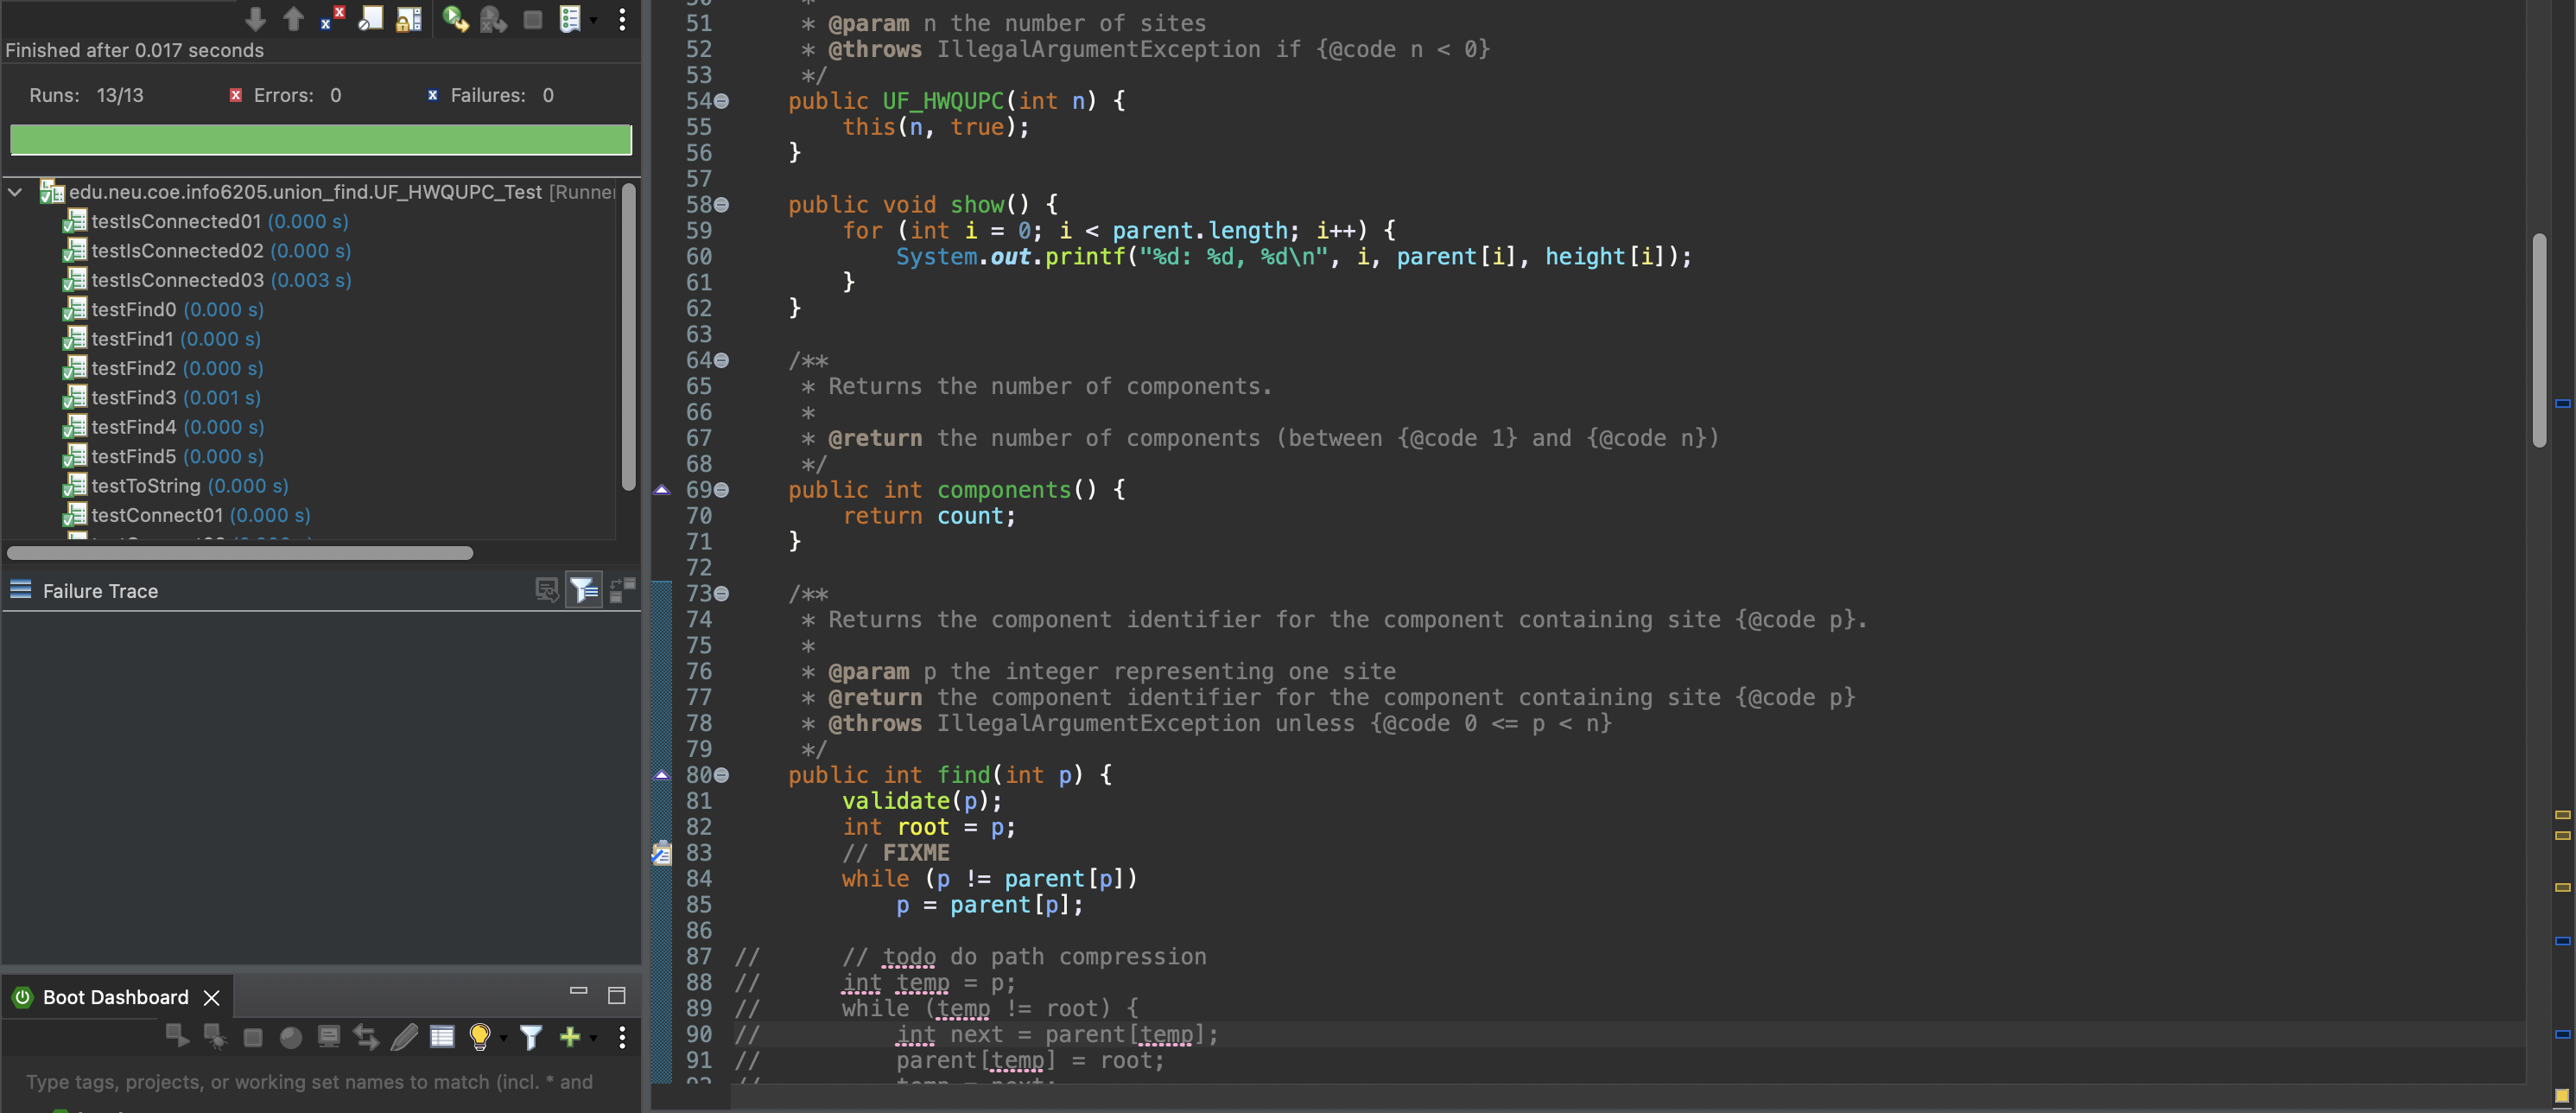 Finished after 0.017 seconds
Runs: 13/13 Errors: 0 Failures: 0
edu.neu.coe.info6205.union_find.UF_HWQUPC_Test [Runner
testIsConnected01 (0.000 s)
testIsConnected02 (0.000 s)
testIsConnected03 (0.003 s)
testFind0 (0.000 s)
testFind1 (0.000 s)
testFind2 (0.000 s)
testFind3 (0.001 s)
testFind4 (0.000 s)
testFind5 (0.000 s)
testToString (0.000 s)
testConnect01 (0.000 s)
Failure Trace
Boot Dashboard
Type tags, projects, or working set names to match (incl. * and
51 * @param n the number of sites
52 * @throws IllegalArgumentException if {@code n < 0}
53 */
54 public UF_HWQUPC(int n) {
55 this(n, true);
56 }
57
58 public void show() {
59 for (int i = 0; i < parent.length; i++) {
60 System.out.printf("%d: %d, %d\n", i, parent[i], height[i]);
61 }
62 }
63
64 /**
65 * Returns the number of components.
66 *
67 * @return the number of components (between {@code 1} and {@code n})
68 */
69 public int components() {
70 return count;
71 }
72
73 /**
74 * Returns the component identifier for the component containing site {@code p}.
75 *
76 * @param p the integer representing one site
77 * @return the component identifier for the component containing site {@code p}
78 * @throws IllegalArgumentException unless {@code 0 <= p < n}
79 */
80 public int find(int p) {
81 validate(p);
82 int root = p;
83 // FIXME
84 while (p != parent[p])
85 p = parent[p];
86
87 // // todo do path compression
88 // int temp = p;
89 // while (temp != root) {
90 // int next = parent[temp];
91 // parent[temp] = root;